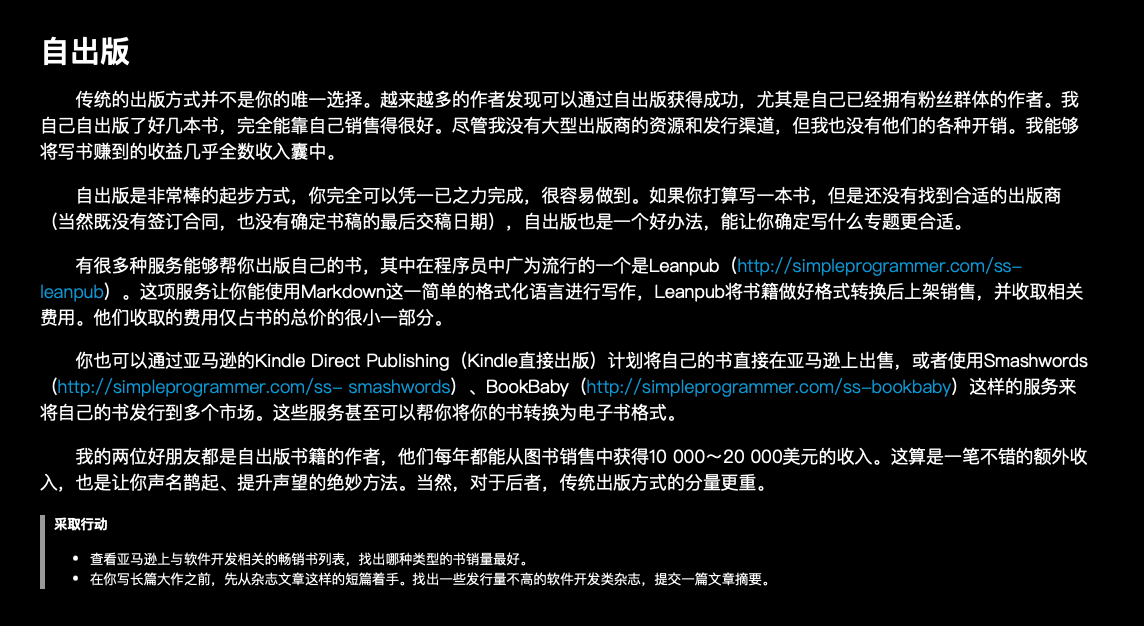 自出版
传统的出版方式并不是你的唯一选择。越来越多的作者发现可以通过自出版获得成功，尤其是自己已经拥有粉丝群体的作者。我
自己自出版了好几本书，完全能靠自己销售得很好。尽管我没有大型出版商的资源和发行渠道，但我也没有他们的各种开销。我能够
将写书赚到的收益几乎全数收入囊中。
自出版是非常棒的起步方式，你完全可以凭一已之力完成，很容易做到。如果你打算写一本书，但是还没有找到合适的出版商
（当然既没有签订合同，也没有确定书稿的最后交稿日期），自出版也是一个好办法，能让你确定写什么专题更合适。
有很多种服务能够帮你出版自己的书，其中在程序员中广为流行的一个是Leanpub（http://simpleprogrammer.com/ss-
leanpub）。这项服务让你能使用Markdown这一简单的格式化语言进行写作，Leanpub将书籍做好格式转换后上架销售，并收取相关
费用。他们收取的费用仅占书的总价的很小一部分。
你也可以通过亚马逊的Kindle Direct Publishing（Kindle直接出版）计划将自己的书直接在亚马逊上出售，或者使用Smashwords
（http://simpleprogrammer.com/ss- smashwords）、BookBaby（http://simpleprogrammer.com/ss-bookbaby）这样的服务来
将自己的书发行到多个市场。这些服务甚至可以帮你将你的书转换为电子书格式。
我的两位好朋友都是自出版书籍的作者，他们每年都能从图书销售中获得10 000～20 000美元的收入。这算是一笔不错的额外收
入，也是让你声名鹊起、提升声望的绝妙方法。当然，对于后者，传统出版方式的分量更重。
采取行动
• 查看亚马逊上与软件开发相关的畅销书列表，找出哪种类型的书销量最好。
• 在你写长篇大作之前，先从杂志文章这样的短篇着手。找出一些发行量不高的软件开发类杂志，提交一篇文章摘要。